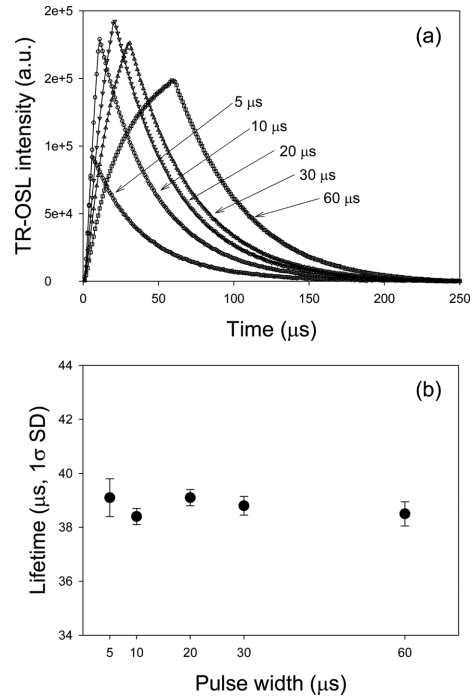 (a)
2e+5
2e+5
1e+5
5e+4
0
TR-OSL intensity (a.u.)
5 μs
10 μs
20 μs
30 μs
60 μs
0 50 100 150 200 250
Time (μs)
(b)
44
42
40
38
36
34
Lifetime (μs, 1σ SD)
5 10 20 30 60
Pulse width (μs)